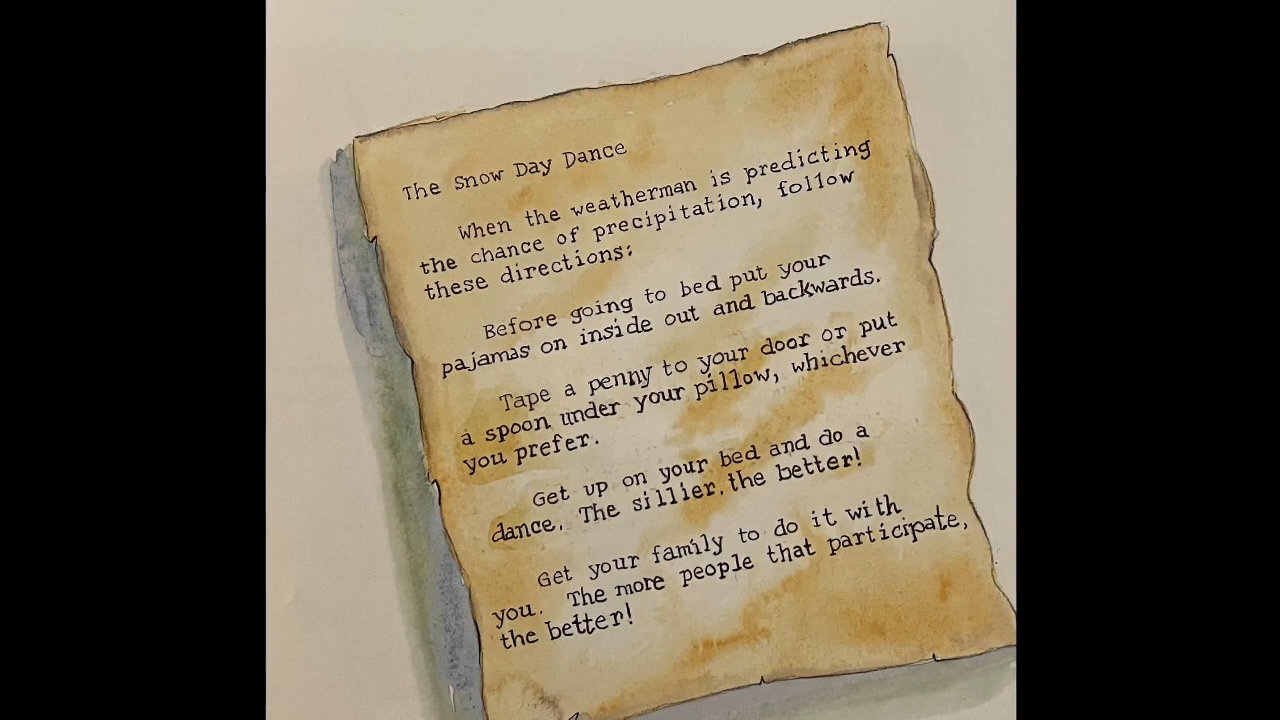 The Snow Day Dance
When the weatherman is predicting
the chance of precipitation, follow
these directions:
Before going to bed put your
pajamas on inside out and backwards.
Tape a penny to your door or put
a spoon under your pillow, whichever
you prefer.
Get up on your bed and do a
dance. The sillier, the better!
Get your family to do it with
you. The more people that participate,
the better!